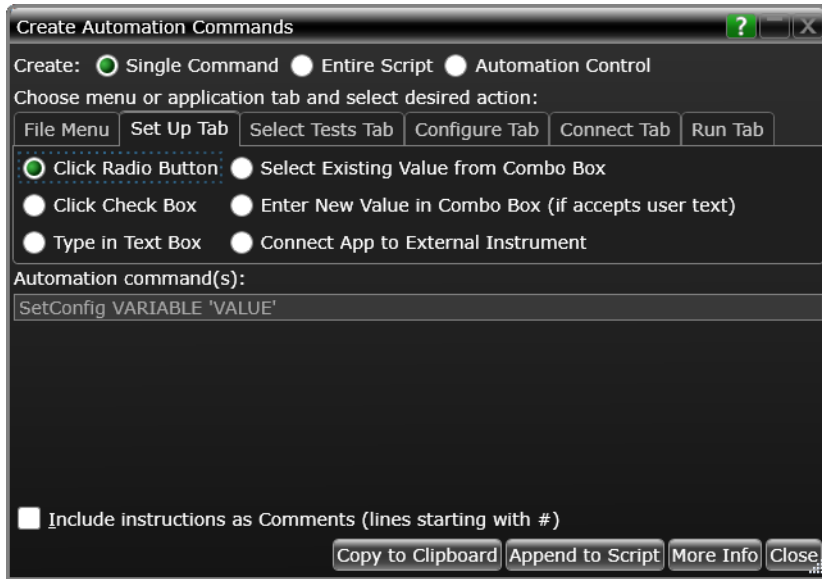 Create Automation Commands ? X
Create: Single Command Entire Script Automation Control
Choose menu or application tab and select desired action:
File Menu Set Up Tab Select Tests Tab Configure Tab Connect Tab Run Tab
Click Radio Button Select Existing Value from Combo Box
Click Check Box Enter New Value in Combo Box (if accepts user text)
Type in Text Box Connect App to External Instrument
Automation command(s):
SetConfig VARIABLE 'VALUE'
Include instructions as Comments (lines starting with #)
Copy to Clipboard Append to Script More Info Close